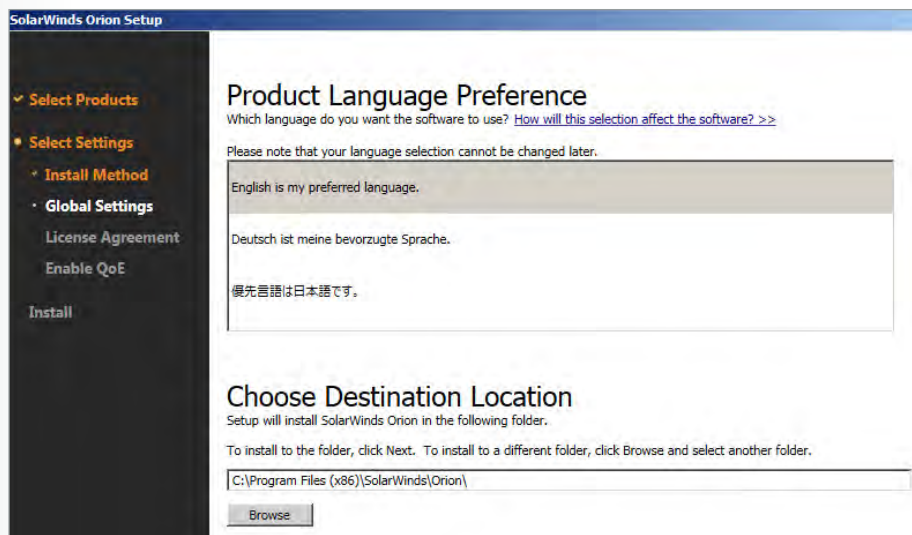 SolarWinds Orion Setup
Select Products
Select Settings
Install Method
Global Settings
License Agreement
Enable QoE
Install
Product Language Preference
Which language do you want the software to use? How will this selection affect the software? >>
Please note that your language selection cannot be changed later.
English is my preferred language.
Deutsch ist meine bevorzugte Sprache.
優先言語は日本語です。
Choose Destination Location
Setup will install SolarWinds Orion in the following folder.
To install to the folder, click Next. To install to a different folder, click Browse and select another folder.
C:\Program Files (x86)\SolarWinds\Orion\
Browse